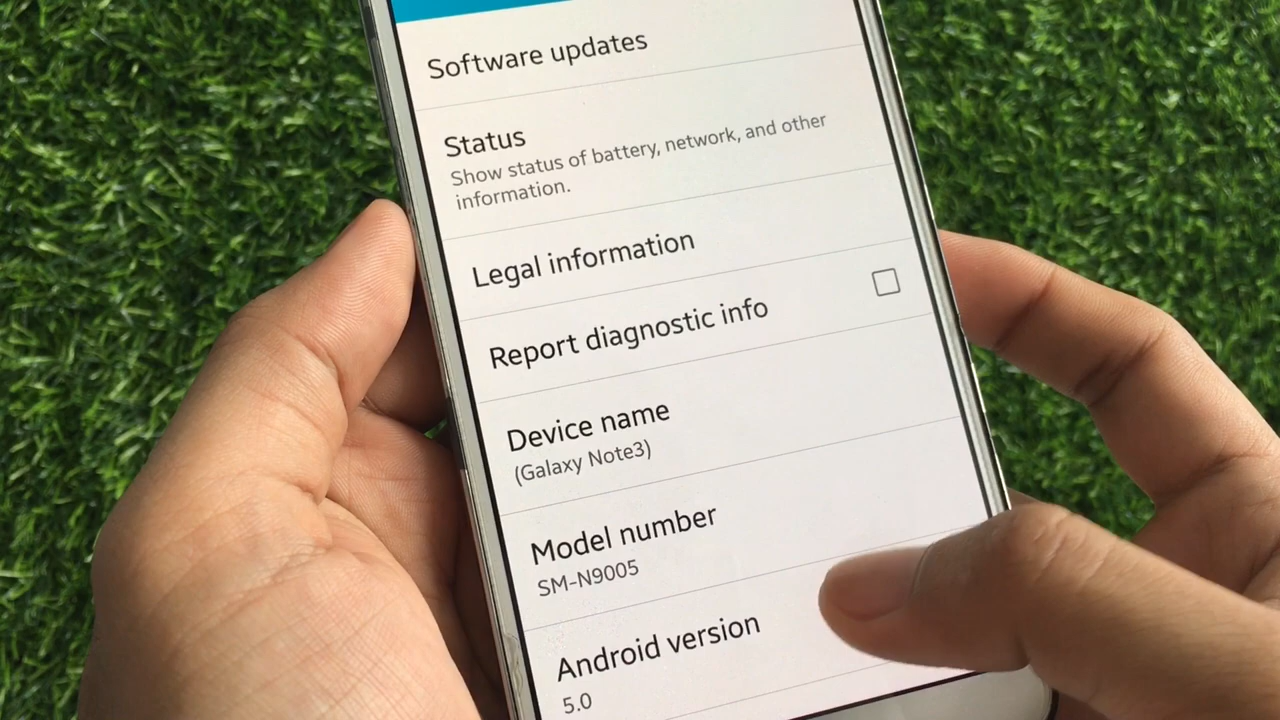 Software updates
Status
Show status of battery, network, and other
information.
Legal information
Report diagnostic info
Device name
(Galaxy Note3)
Model number
SM-N9005
Android version
5.0